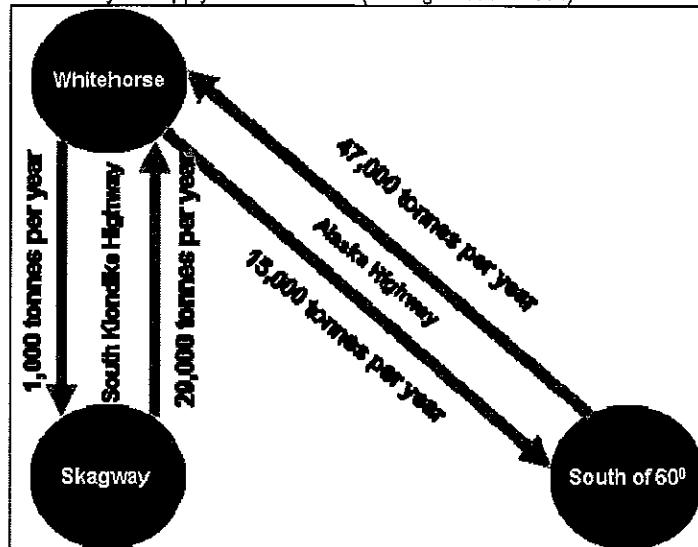 Whitehorse
1,000 tonnes per year
South Klondike Highway
29,000 tonnes per year
47,000 tonnes per year
Alaska Highway
15,000 tonnes per year
Skagway
South of 60⁰